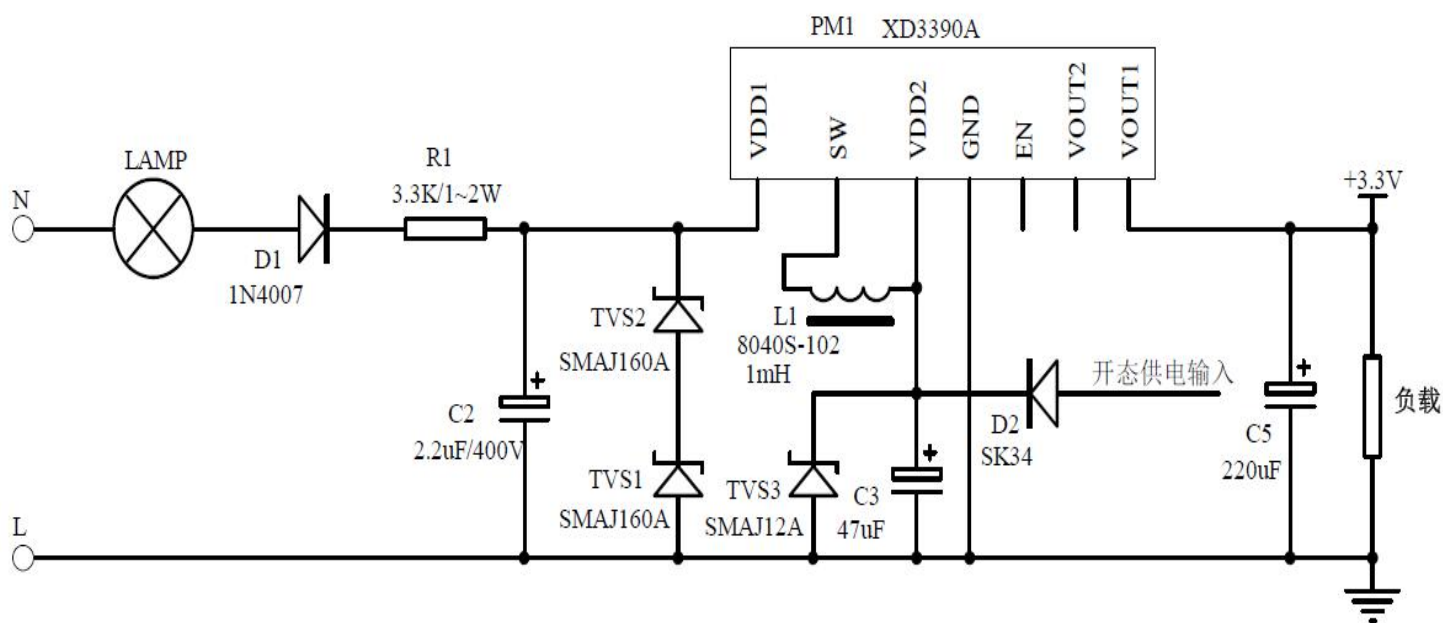 PM1 XD3390A
VDD1
SW
VDD2
GND
EN
VOUT2
VOUT1
LAMP
R1
3.3K/1~2W
+3.3V
N
D1
1N4007
TVS2
SMAJ160A
L1
8040S-102
1mH
开态供电输入
C2
2.2uF/400V
D2
SK34
C5
220uF
负载
TVS1
SMAJ160A
TVS3
SMAJ12A
C3
47uF
L